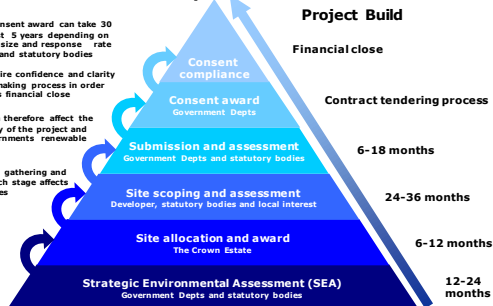 Project Build
onsent award can take 30
t 5 years depending on
size and response rate
and statutory bodies
ire confidence and clarity
making process in order
s financial close
therefore affect the
y of the project and
ernments renewable
gathering and
ch stage affects
es
Financial close
Consent
compliance
Contract tendering process
Consent award
Government Depts
6-18 months
Submission and assessment
Government Depts and statutory bodies
24-36 months
Site scoping and assessment
Developer, statutory bodies and local interest
6-12 months
Site allocation and award
The Crown Estate
12-24
months
Strategic Environmental Assessment (SEA)
Government Depts and statutory bodies